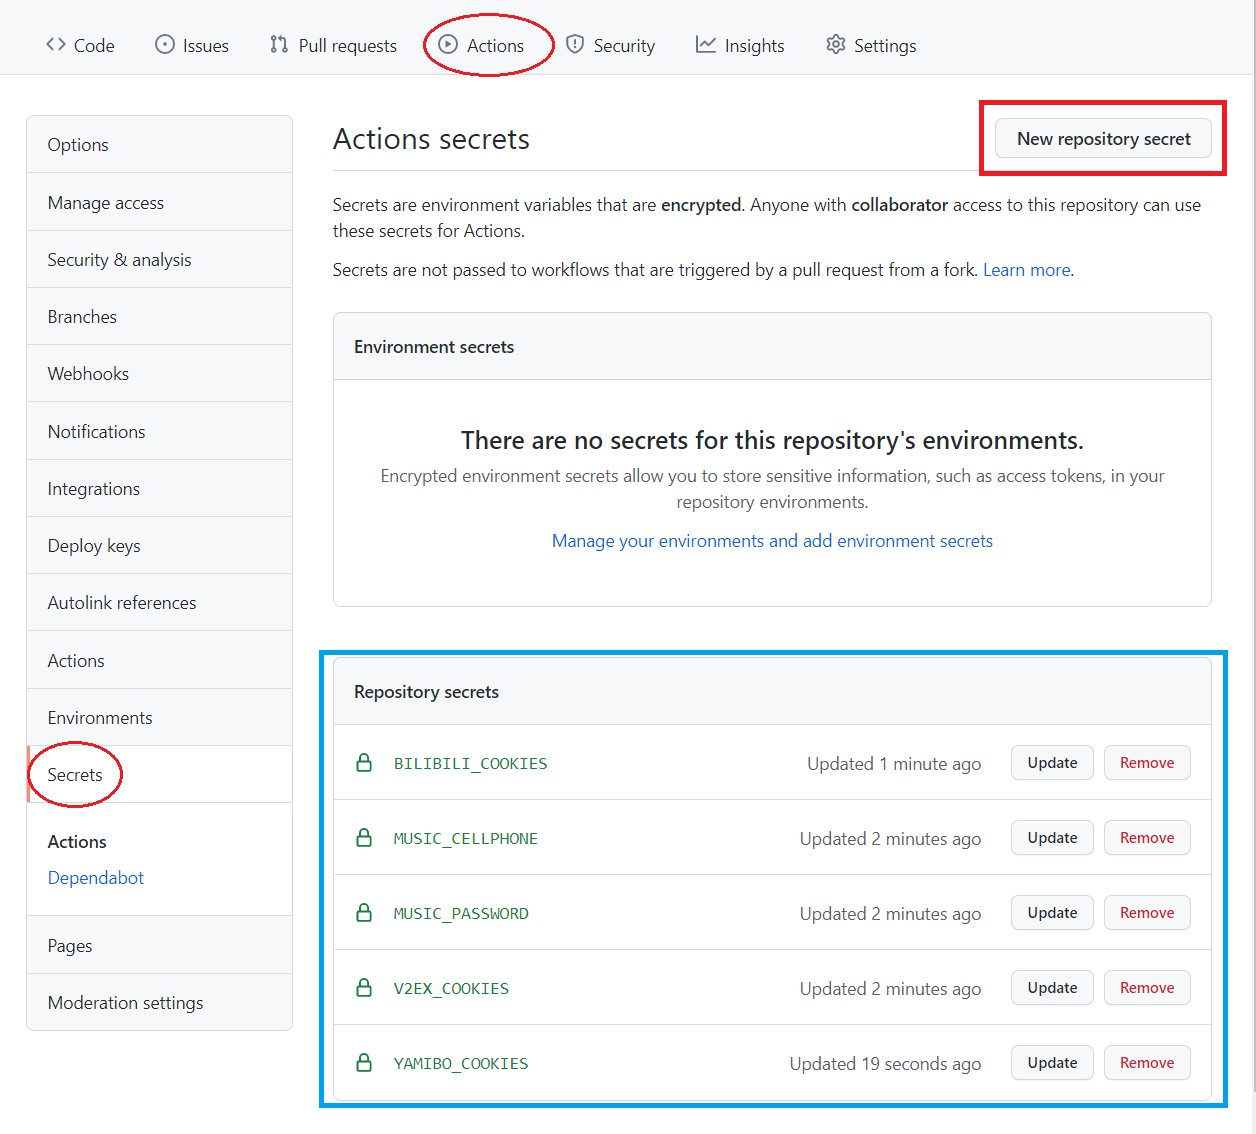 Code Issues Pull requests Actions Security Insights Settings
Options
Manage access
Security & analysis
Branches
Webhooks
Notifications
Integrations
Deploy keys
Autolink references
Actions
Environments
Secrets
Actions
Dependabot
Pages
Moderation settings
Actions secrets
New repository secret
Secrets are environment variables that are encrypted. Anyone with collaborator access to this repository can use
these secrets for Actions.
Secrets are not passed to workflows that are triggered by a pull request from a fork. Learn more.
Environment secrets
There are no secrets for this repository's environments.
Encrypted environment secrets allow you to store sensitive information, such as access tokens, in your
repository environments.
Manage your environments and add environment secrets
Repository secrets
BILIBILI_COOKIES Updated 1 minute ago Update Remove
MUSIC_CELLPHONE Updated 2 minutes ago Update Remove
MUSIC_PASSWORD Updated 2 minutes ago Update Remove
V2EX_COOKIES Updated 2 minutes ago Update Remove
YAMIBO_COOKIES Updated 19 seconds ago Update Remove